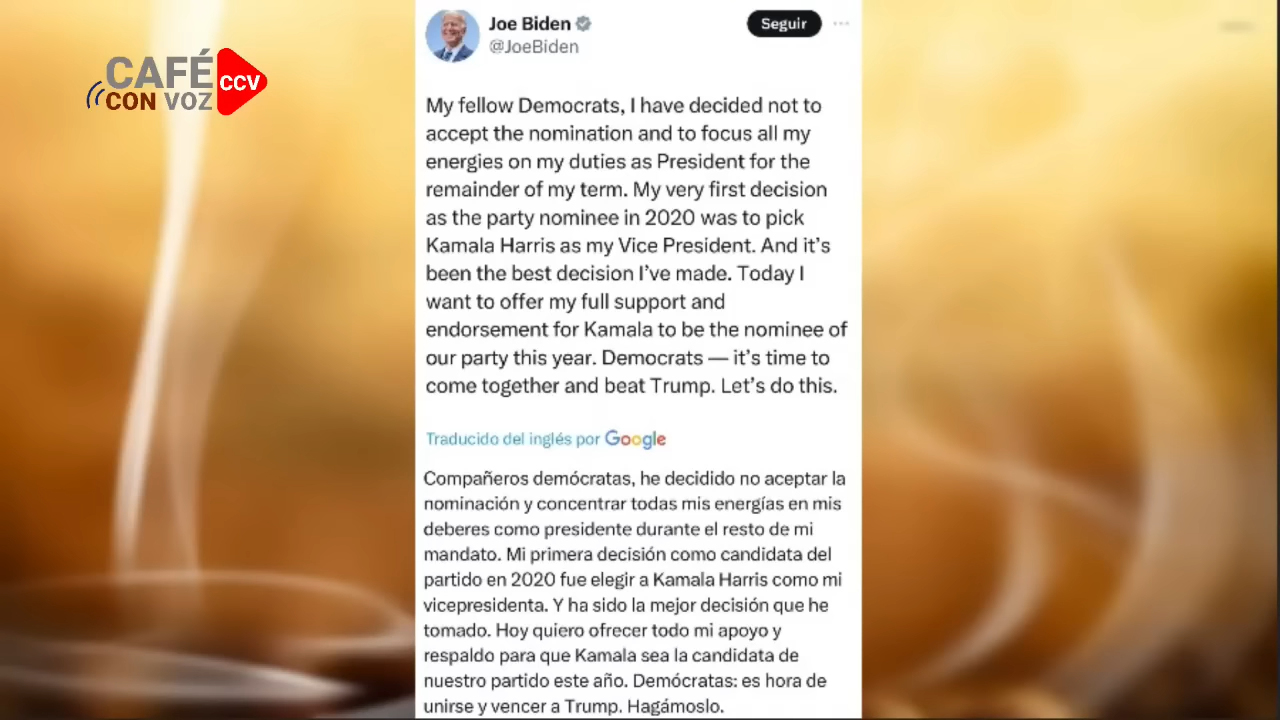 CAFÉ
CON VOZ
CCV
Joe Biden
@JoeBiden
Seguir
My fellow Democrats, I have decided not to
accept the nomination and to focus all my
energies on my duties as President for the
remainder of my term. My very first decision
as the party nominee in 2020 was to pick
Kamala Harris as my Vice President. And it's
been the best decision I've made. Today I
want to offer my full support and
endorsement for Kamala to be the nominee of
our party this year. Democrats — it's time to
come together and beat Trump. Let's do this.
Traducido del inglés por Google
Compañeros demócratas, he decidido no aceptar la
nominación y concentrar todas mis energías en mis
deberes como presidente durante el resto de mi
mandato. Mi primera decisión como candidata del
partido en 2020 fue elegir a Kamala Harris como mi
vicepresidenta. Y ha sido la mejor decisión que he
tomado. Hoy quiero ofrecer todo mi apoyo y
respaldo para que Kamala sea la candidata de
nuestro partido este año. Demócratas: es hora de
unirse y vencer a Trump. Hagámoslo.